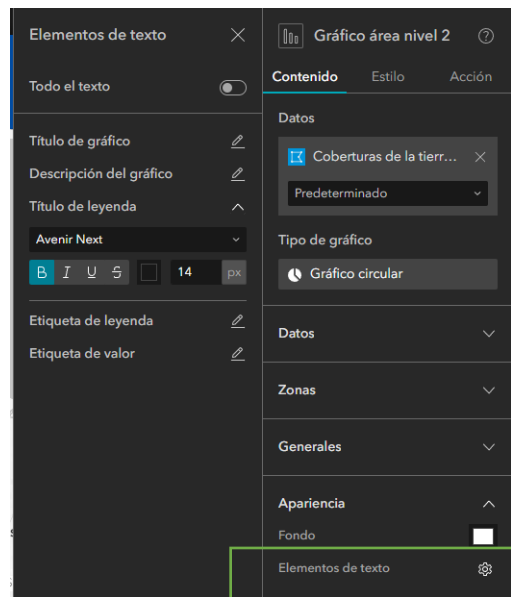 Elementos de texto
Todo el texto
Título de gráfico
Descripción del gráfico
Título de leyenda
Avenir Next
B I U S 14 px
Etiqueta de leyenda
Etiqueta de valor
Gráfico área nivel 2
Contenido Estilo Acción
Datos
Coberturas de la tierr...
Predeterminado
Tipo de gráfico
Gráfico circular
Datos
Zonas
Generales
Apariencia
Fondo
Elementos de texto